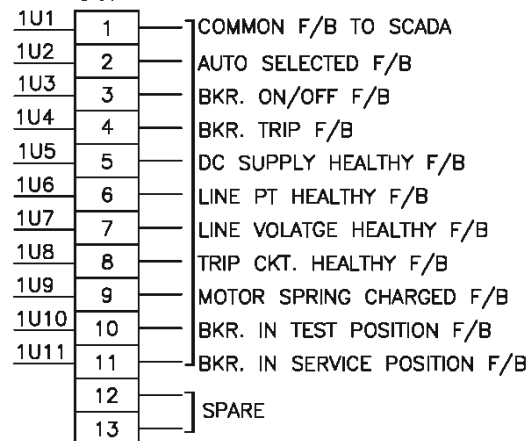 1U1 1 COMMON F/B TO SCADA
1U2 2 AUTO SELECTED F/B
1U3 3 BKR. ON/OFF F/B
1U4 4 BKR. TRIP F/B
1U5 5 DC SUPPLY HEALTHY F/B
1U6 6 LINE PT HEALTHY F/B
1U7 7 LINE VOLATGE HEALTHY F/B
1U8 8 TRIP CKT. HEALTHY F/B
1U9 9 MOTOR SPRING CHARGED F/B
1U10 10 BKR. IN TEST POSITION F/B
1U11 11 BKR. IN SERVICE POSITION F/B
12 SPARE
13